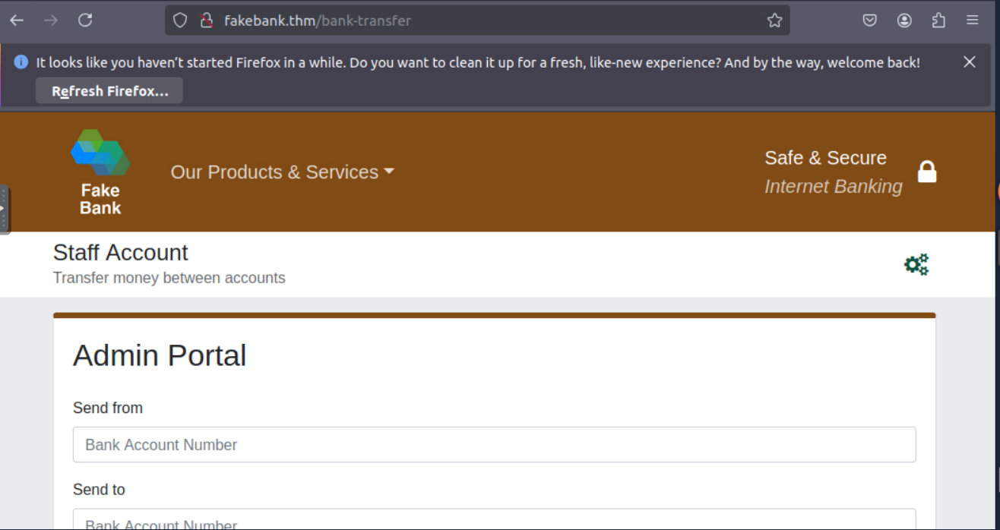 fakebank.thm/bank-transfer
It looks like you haven't started Firefox in a while. Do you want to clean it up for a fresh, like-new experience? And by the way, welcome back!
Refresh Firefox...
Our Products & Services
Safe & Secure
Internet Banking
Fake
Bank
Staff Account
Transfer money between accounts
Admin Portal
Send from
Bank Account Number
Send to
Bank Account Number